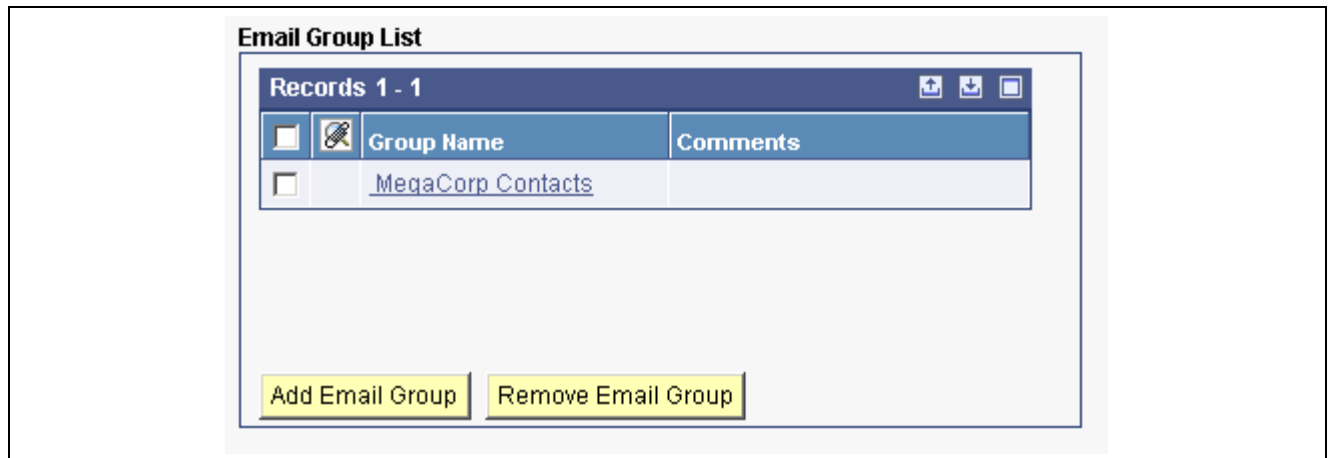 Email Group List
Records 1 - 1
Group Name Comments
MegaCorp Contacts
Add Email Group Remove Email Group